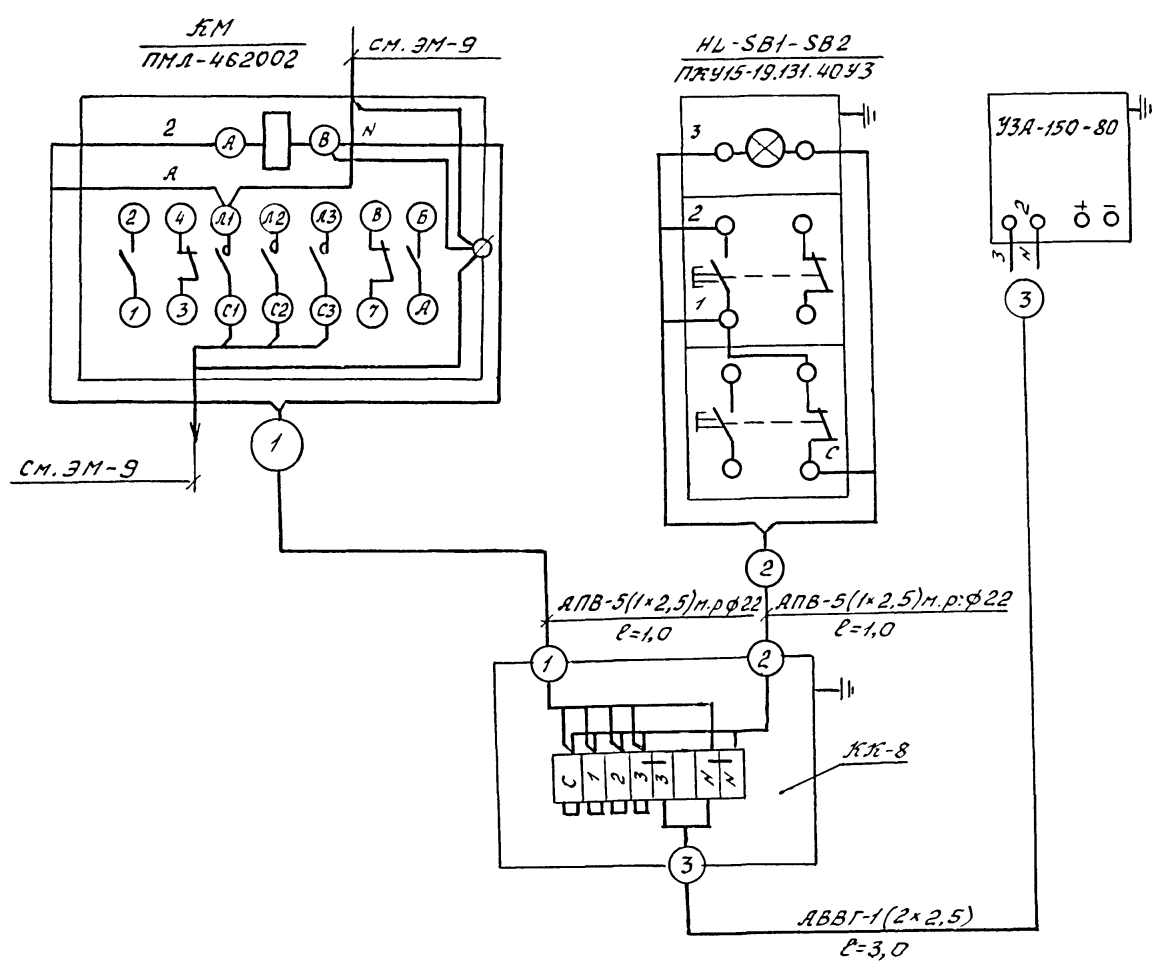 КМ
ПМЛ-462002
см. ЭМ-9
HL-SB1-SB2
ПКУ15-19.131.40У3
УЗА-150-80
2
А
В
N
А
2
4
Л1
Л2
Л3
В
Б
1
3
С1
С2
С3
7
А
3
2
1
С
3
2
+
−
N
3
1
см. ЭМ-9
2
АПВ-5(1×2,5)м.рφ22
ℓ=1,0
АПВ-5(1×2,5)м.р.φ22
ℓ=1,0
1
2
КК-8
С
1
2
3
3
N
N
3
АВВГ-1(2×2,5)
ℓ=3,0